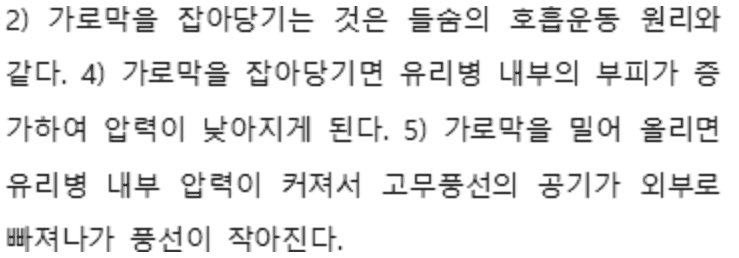 2) 가로막을 잡아당기는 것은 들숨의 호흡운동 원리와
같다. 4) 가로막을 잡아당기면 유리병 내부의 부피가 증
가하여 압력이 낮아지게 된다. 5) 가로막을 밀어 올리면
유리병 내부 압력이 커져서 고무풍선의 공기가 외부로
빠져나가 풍선이 작아진다.